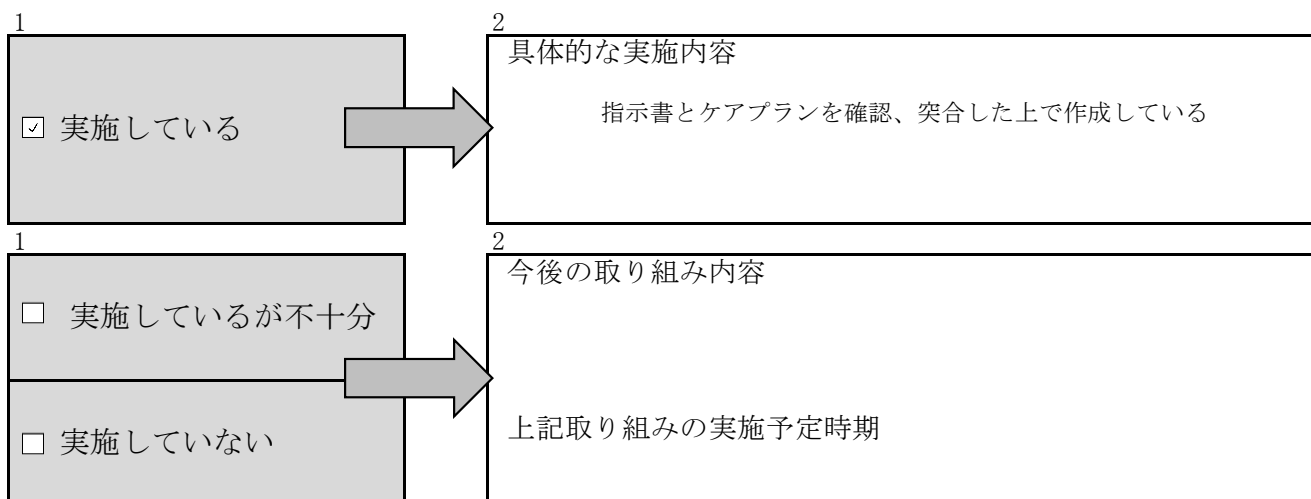 1
2
☑ 実施している
具体的な実施内容
指示書とケアプランを確認、突合した上で作成している
1
2
☐ 実施しているが不十分
☐ 実施していない
今後の取り組み内容
上記取り組みの実施予定時期